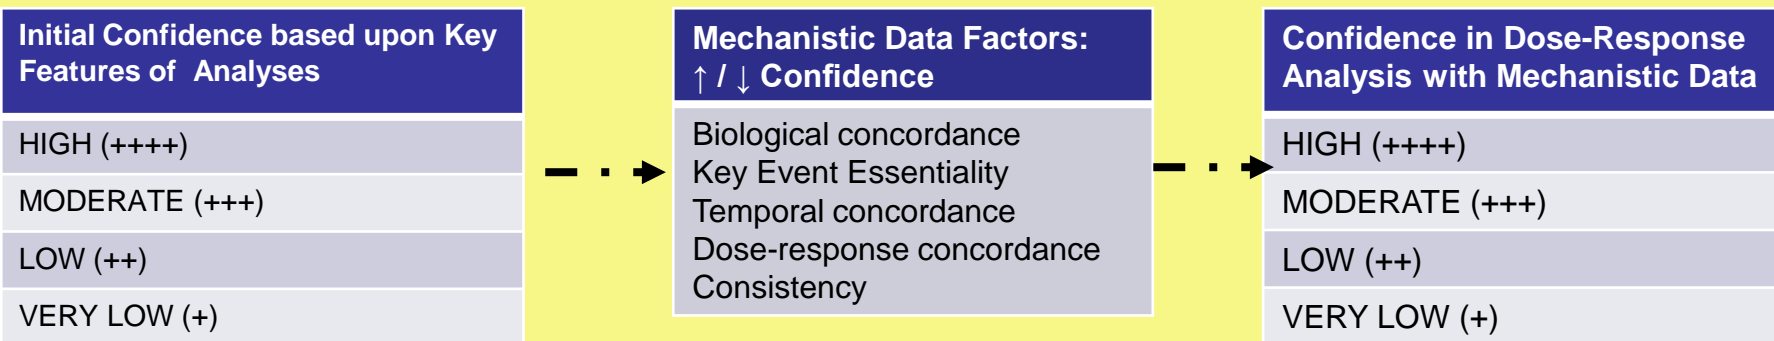 Initial Confidence based upon Key
Features of Analyses
HIGH (++++)
MODERATE (+++)
LOW (++)
VERY LOW (+)
Mechanistic Data Factors:
↑ / ↓ Confidence
Biological concordance
Key Event Essentiality
Temporal concordance
Dose-response concordance
Consistency
Confidence in Dose-Response
Analysis with Mechanistic Data
HIGH (++++)
MODERATE (+++)
LOW (++)
VERY LOW (+)